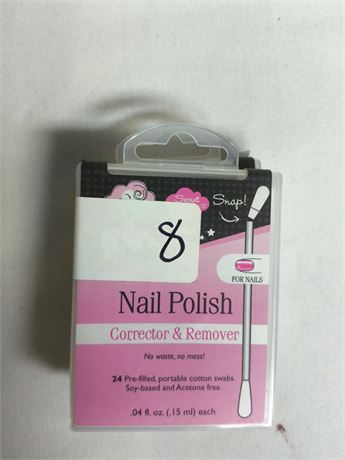 Secret
Snap!
8
FOR NAILS
Nail Polish
Corrector & Remover
No waste, no mess!
24 Pre-filled, portable cotton swabs.
Soy-based and Acetone free.
.04 fl. oz. (.15 ml) each